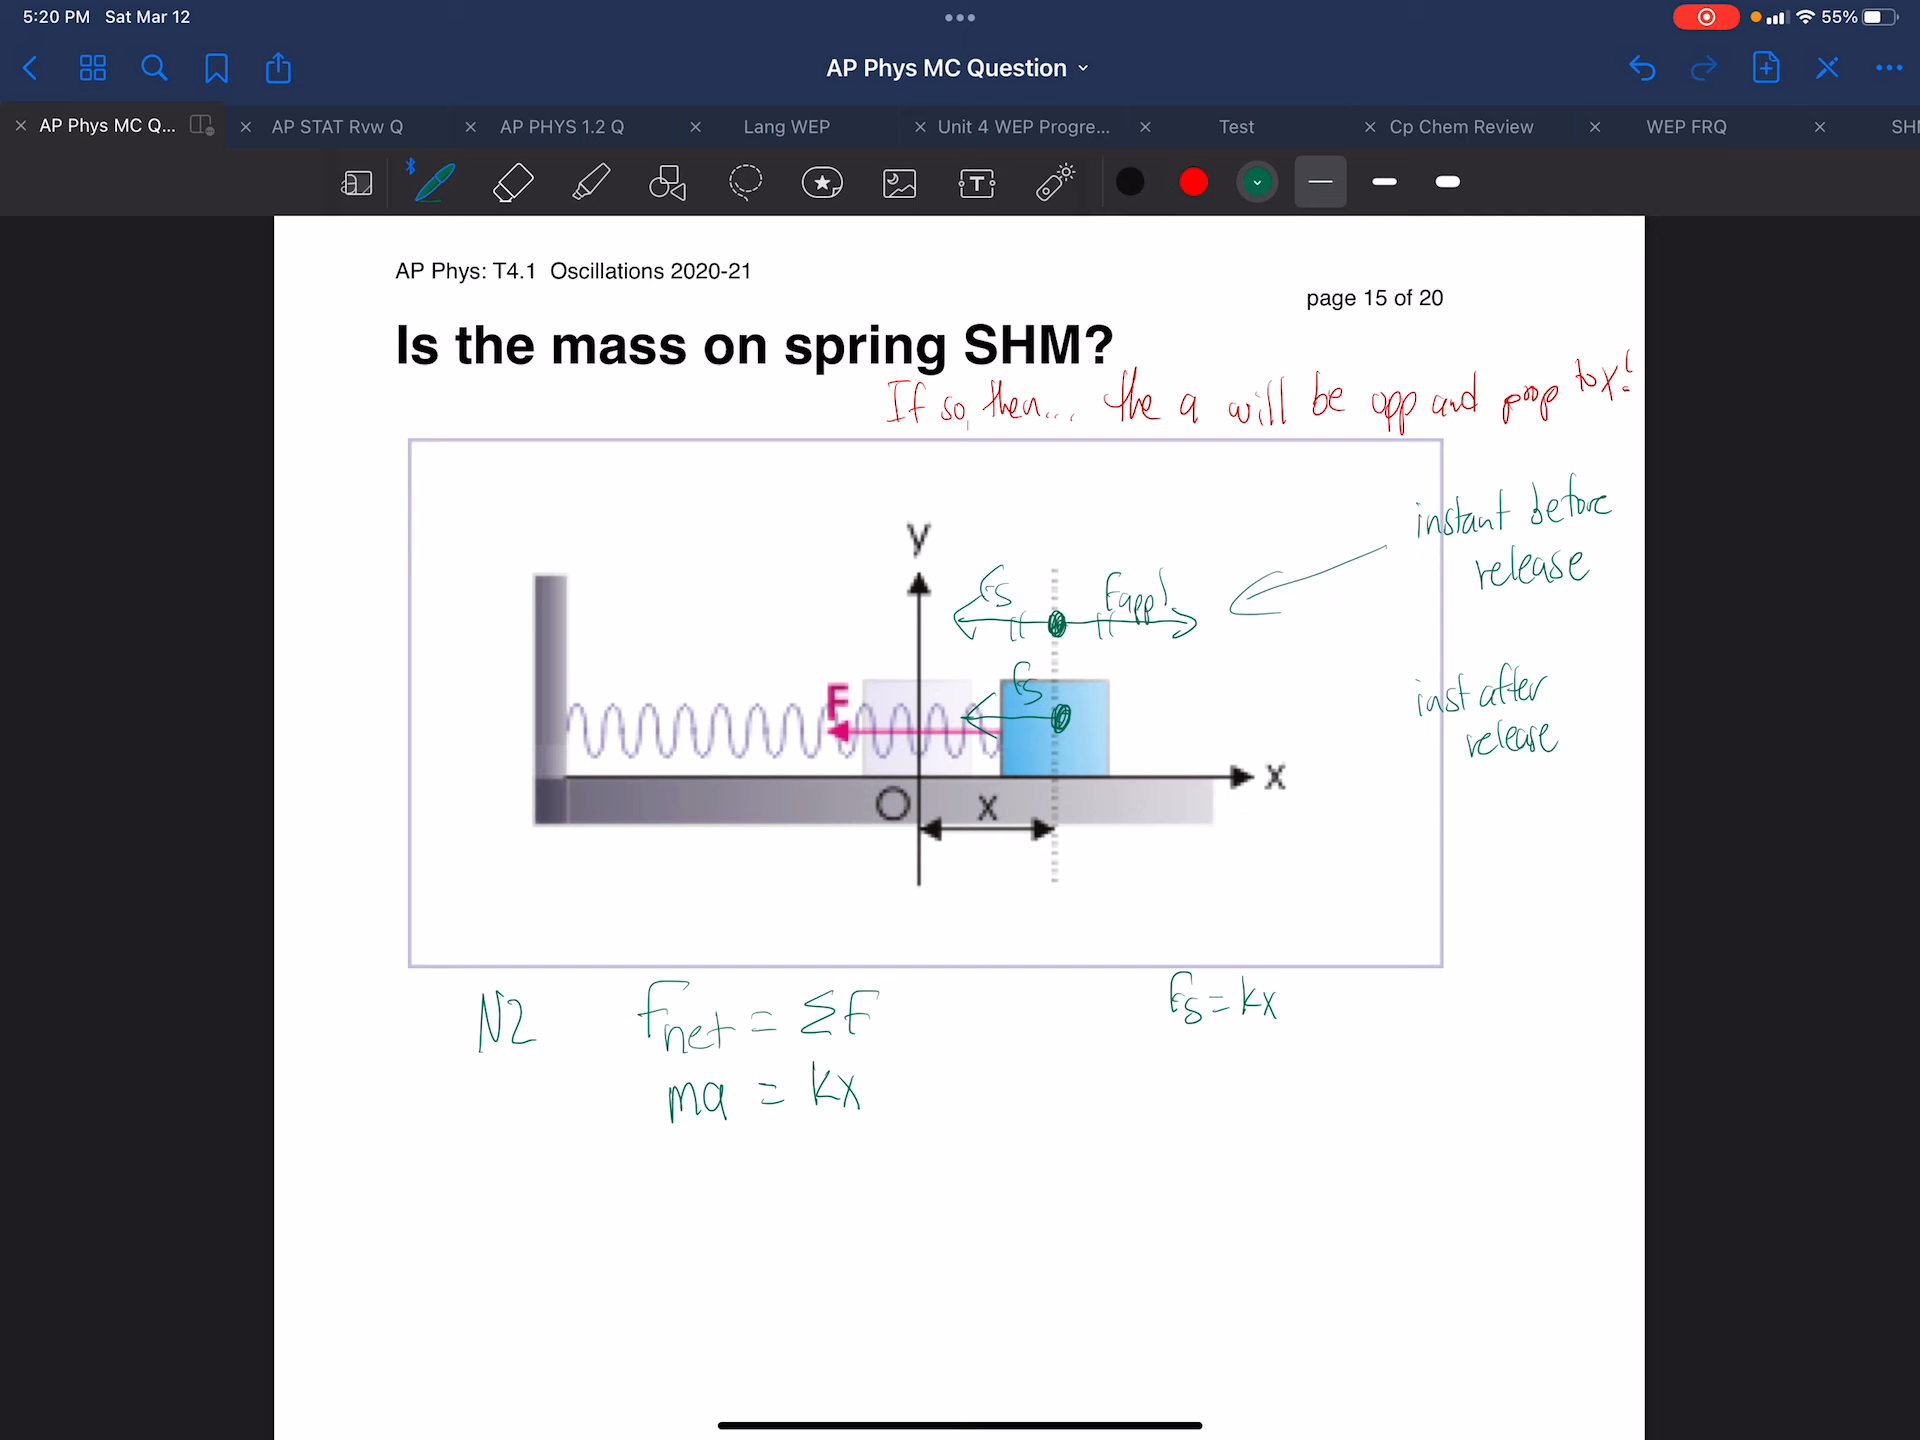 5:20 PM Sat Mar 12
55%
AP Phys MC Question
AP Phys MC Q...
AP STAT Rvw Q
AP PHYS 1.2 Q
Lang WEP
Unit 4 WEP Progre...
Test
Cp Chem Review
WEP FRQ
SH
AP Phys: T4.1 Oscillations 2020-21
page 15 of 20
Is the mass on spring SHM?
If so, then... the a will be opp and prop to x!
instant before
release
y
Fs
Fapp
Fs
inst after
release
F
x
O
x
N2
Fnet = ΣF
Fs = kx
ma = kx